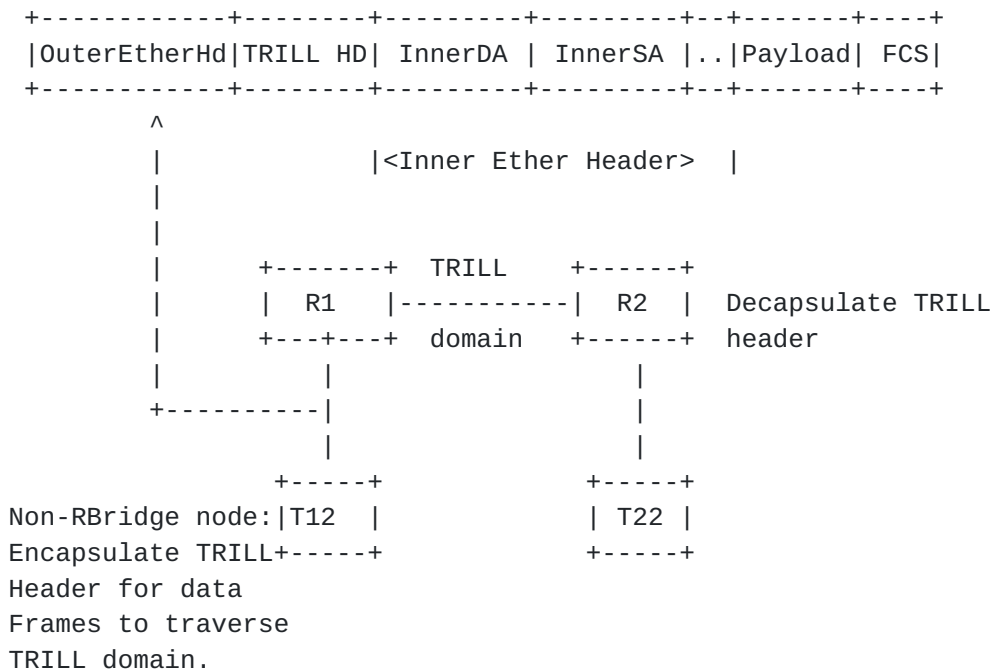 +------------+--------+---------+---------+--+-------+----+
|OuterEtherHd|TRILL HD| InnerDA | InnerSA |..|Payload| FCS|
+------------+--------+---------+---------+--+-------+----+
        ^
        |             |<Inner Ether Header>  |
        |
        |
        |      +-------+  TRILL    +------+
        |      |  R1   |-----------|  R2  |  Decapsulate TRILL
        |      +---+---+  domain   +------+  header
        |          |                   |
        +----------|                   |
                   |                   |
                +-----+             +-----+
Non-RBridge node:|T12  |             | T22 |
Encapsulate TRILL+-----+             +-----+
Header for data
Frames to traverse
TRILL domain.